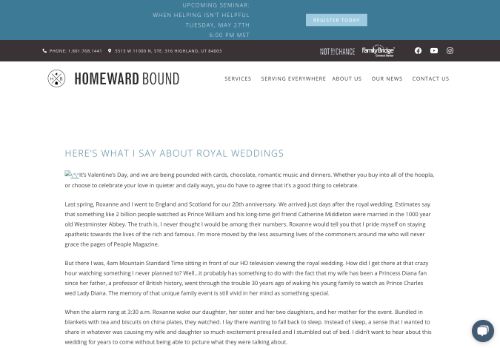 UPCOMING SEMINAR:
WHEN HELPING ISN'T HELPFUL
TUESDAY, MAY 27TH
6:00 PM MST
REGISTER TODAY
PHONE: 1.801.768.1441
5513 W 11000 N, STE. 316 HIGHLAND, UT 84003
NOT BY CHANCE
FamilyBridge
HOMEWARD BOUND
SERVICES
SERVING EVERYWHERE
ABOUT US
OUR NEWS
CONTACT US
HERE'S WHAT I SAY ABOUT ROYAL WEDDINGS
It's Valentine's Day, and we are being pounded with cards, chocolate, romantic music and dinners. Whether you buy into all of the hoopla,
or choose to celebrate your love in quieter and daily ways, you do have to agree that it's a good thing to celebrate
Last spring, Roxanne and I went to England and Scotland for our 20th anniversary. We arrived just days after the royal wedding. Estimates say
that something like 2 billion people watched as Prince William and his long-time girl friend Catherine Middleton were married in the 1000 year
old Westminster Abbey. The truth is, I never thought I would be among their numbers. Roxanne would tell you that I pride myself on staying
apathetic towards the lives of the rich and famous. I'm more moved by the less assuming lives of the commoners around me who will never
grace the pages of People Magazine.
But there I was, 4am Mountain Standard Time sitting in front of our HD television viewing the royal wedding. How did I get there at that crazy
hour watching something I never planned to? Well...it probably has something to do with the fact that my wife has been a Princess Diana fan
since her father, a professor of British history, went through the trouble 30 years ago of waking his young family to watch as Prince Charles
wed Lady Diana. The memory of that unique family event is still vivid in her mind as something special.
When the alarm rang at 3:30 a.m. Roxanne woke our daughter, her sister and her two daughters, and her mother for the event. Bundled in
blankets with tea and biscuits on china plates, they watched. I lay there wanting to fall back to sleep. Instead of sleep, a sense that I wanted to
share in whatever was causing my wife and daughter so much excitement prevailed and I stumbled out of bed. I didn't want to hear about this
wedding for years to come without being able to picture what they were talking about.